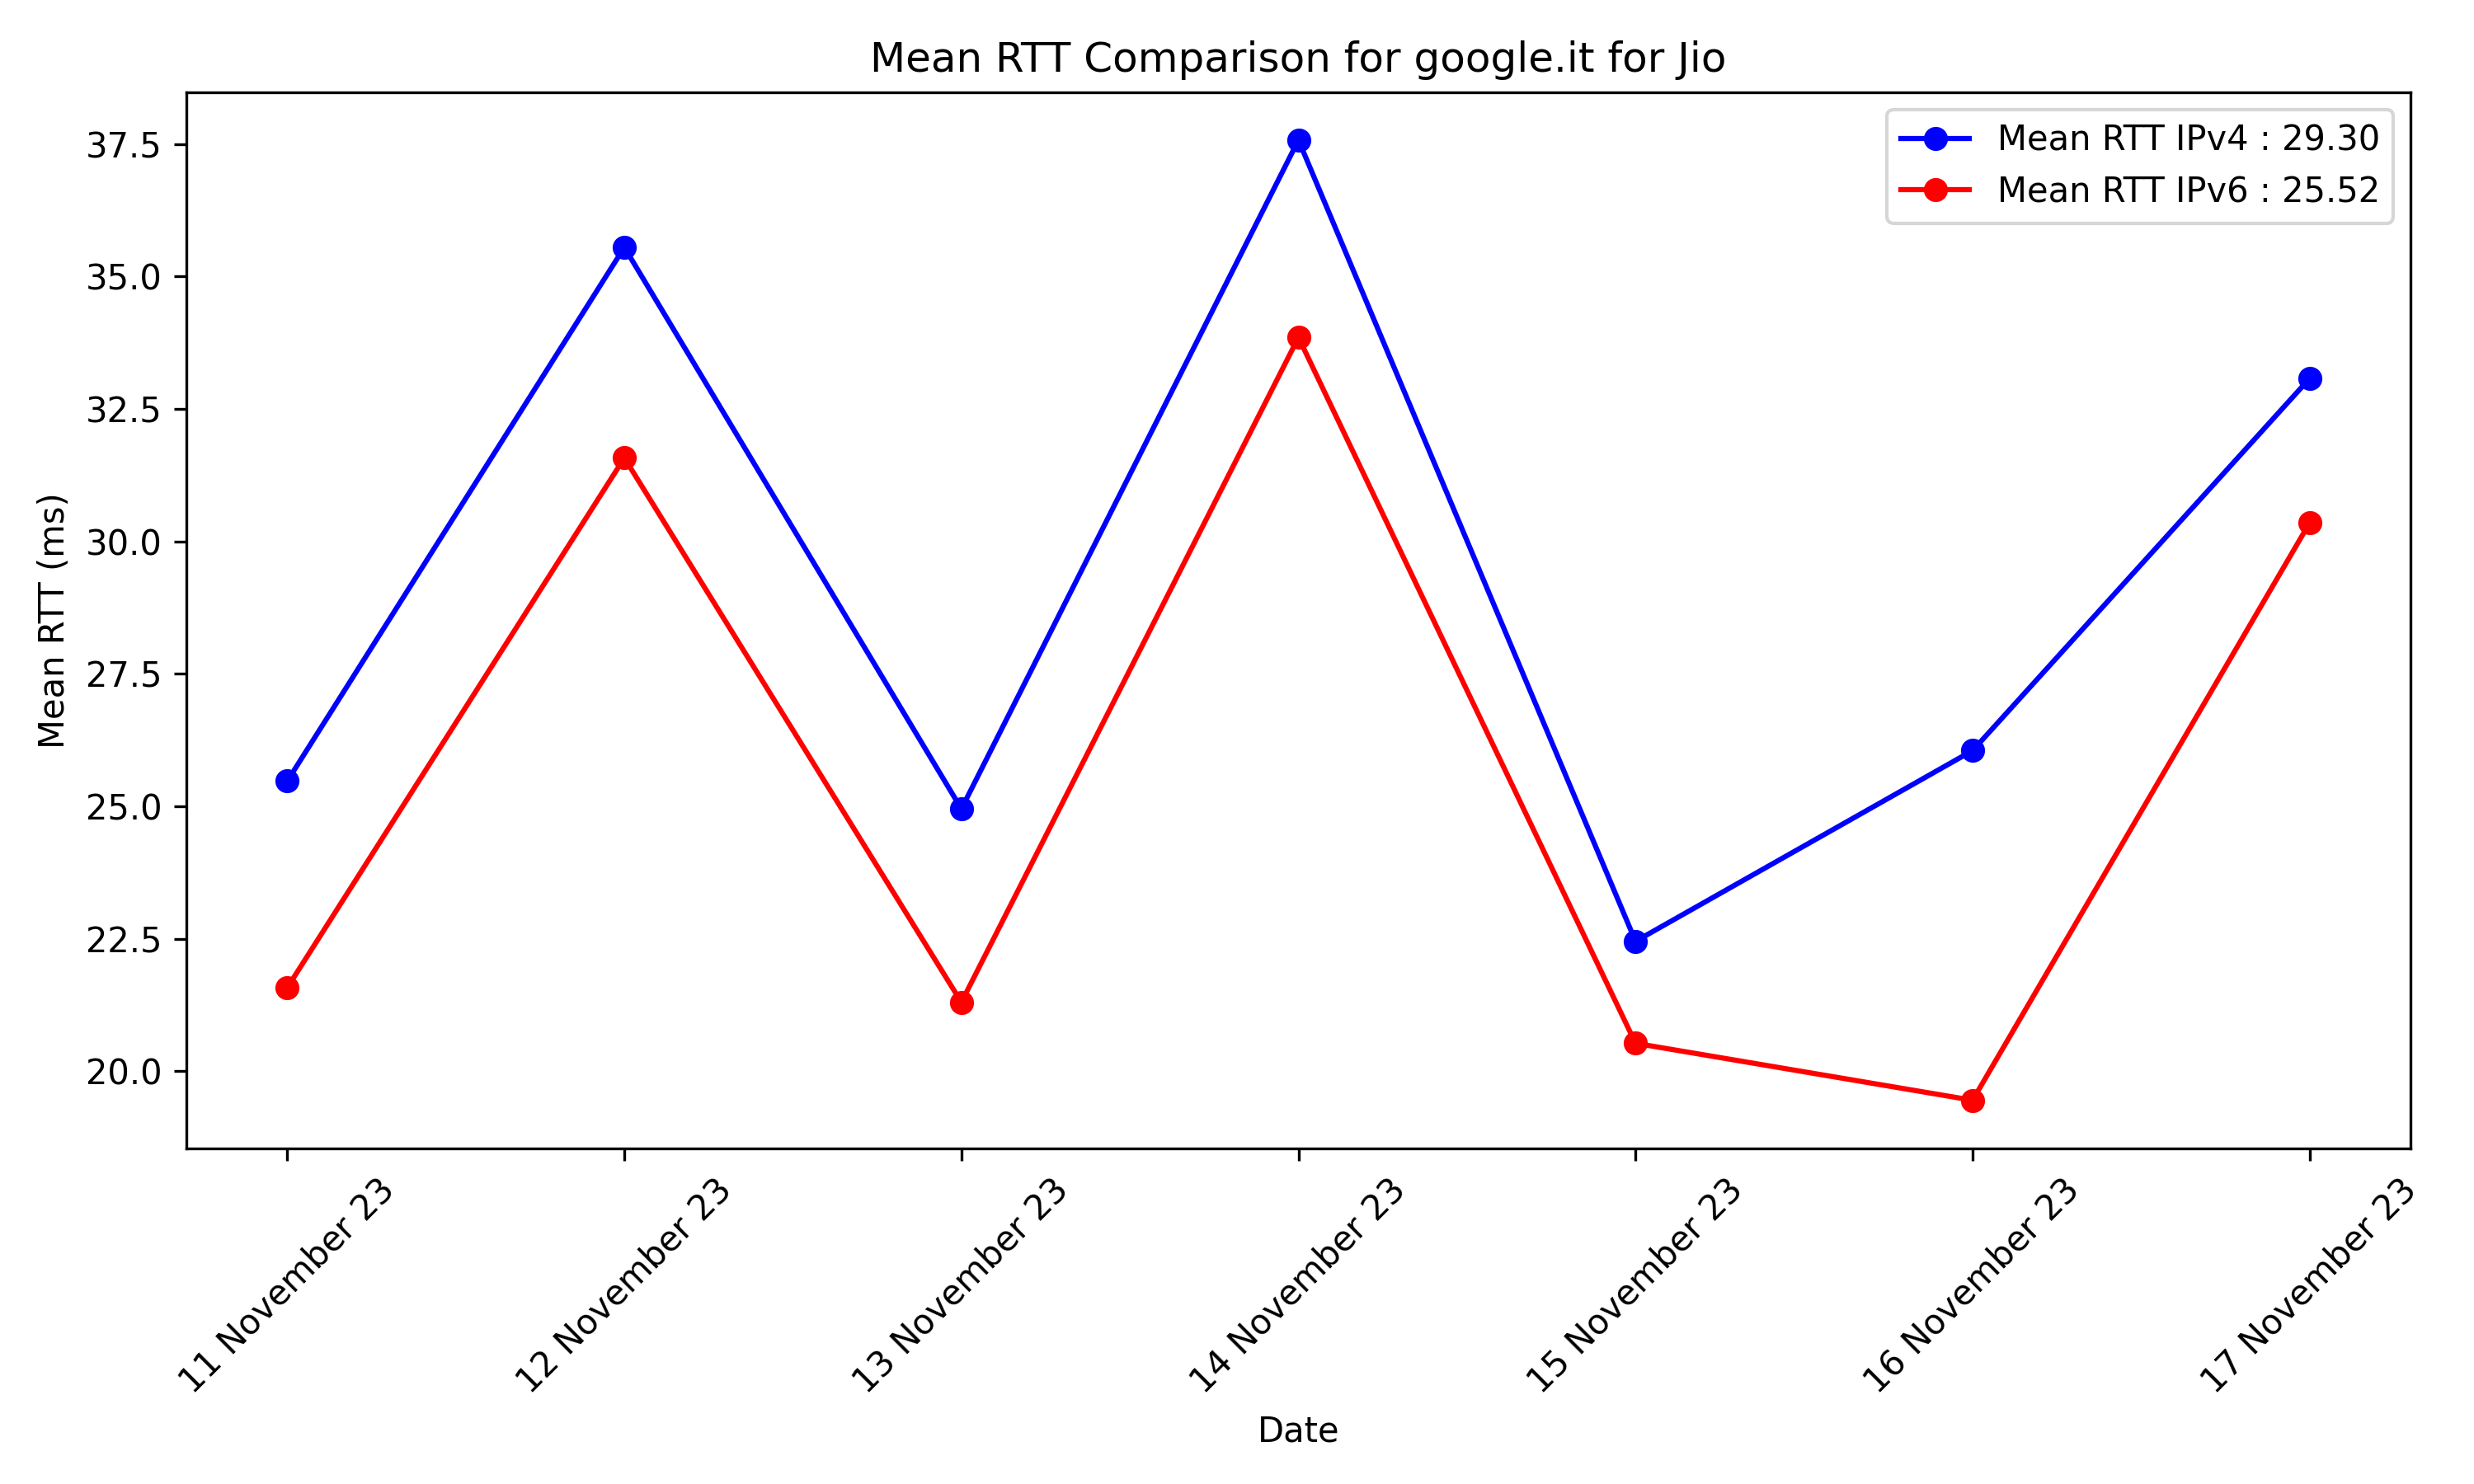 Mean RTT Comparison for google.it for Jio
Mean RTT IPv4 : 29.30
Mean RTT IPv6 : 25.52
Mean RTT (ms)
37.5
35.0
32.5
30.0
27.5
25.0
22.5
20.0
11 November 23
12 November 23
13 November 23
14 November 23
15 November 23
16 November 23
17 November 23
Date